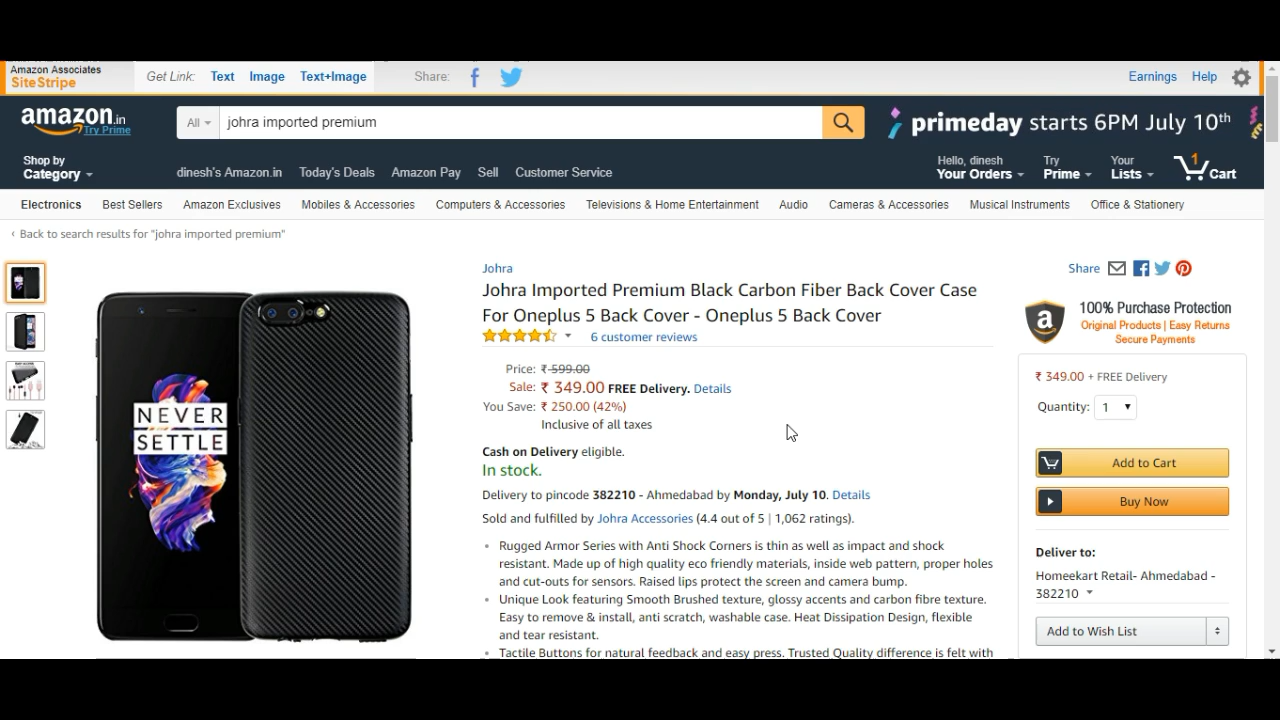 Amazon Associates
SiteStripe
Get Link: Text Image Text+Image Share: Earnings Help
amazon.in
Try Prime
All johra imported premium
primeday starts 6PM July 10th
Shop by
Category
dinesh's Amazon.in Today's Deals Amazon Pay Sell Customer Service
Hello, dinesh
Your Orders
Try
Prime
Your
Lists
1
Cart
Electronics Best Sellers Amazon Exclusives Mobiles & Accessories Computers & Accessories Televisions & Home Entertainment Audio Cameras & Accessories Musical Instruments Office & Stationery
‹ Back to search results for "johra imported premium"
NEVER
SETTLE
Johra
Johra Imported Premium Black Carbon Fiber Back Cover Case
For Oneplus 5 Back Cover - Oneplus 5 Back Cover
6 customer reviews
Price: ₹ 599.00
Sale: ₹ 349.00 FREE Delivery. Details
You Save: ₹ 250.00 (42%)
Inclusive of all taxes
Cash on Delivery eligible.
In stock.
Delivery to pincode 382210 - Ahmedabad by Monday, July 10. Details
Sold and fulfilled by Johra Accessories (4.4 out of 5 | 1,062 ratings).
• Rugged Armor Series with Anti Shock Corners is thin as well as impact and shock
resistant. Made up of high quality eco friendly materials, inside web pattern, proper holes
and cut-outs for sensors. Raised lips protect the screen and camera bump.
• Unique Look featuring Smooth Brushed texture, glossy accents and carbon fibre texture.
Easy to remove & install, anti scratch, washable case. Heat Dissipation Design, flexible
and tear resistant.
• Tactile Buttons for natural feedback and easy press. Trusted Quality difference is felt with
Share
100% Purchase Protection
Original Products | Easy Returns
Secure Payments
₹ 349.00 + FREE Delivery
Quantity: 1
Add to Cart
Buy Now
Deliver to:
Homeekart Retail- Ahmedabad -
382210
Add to Wish List